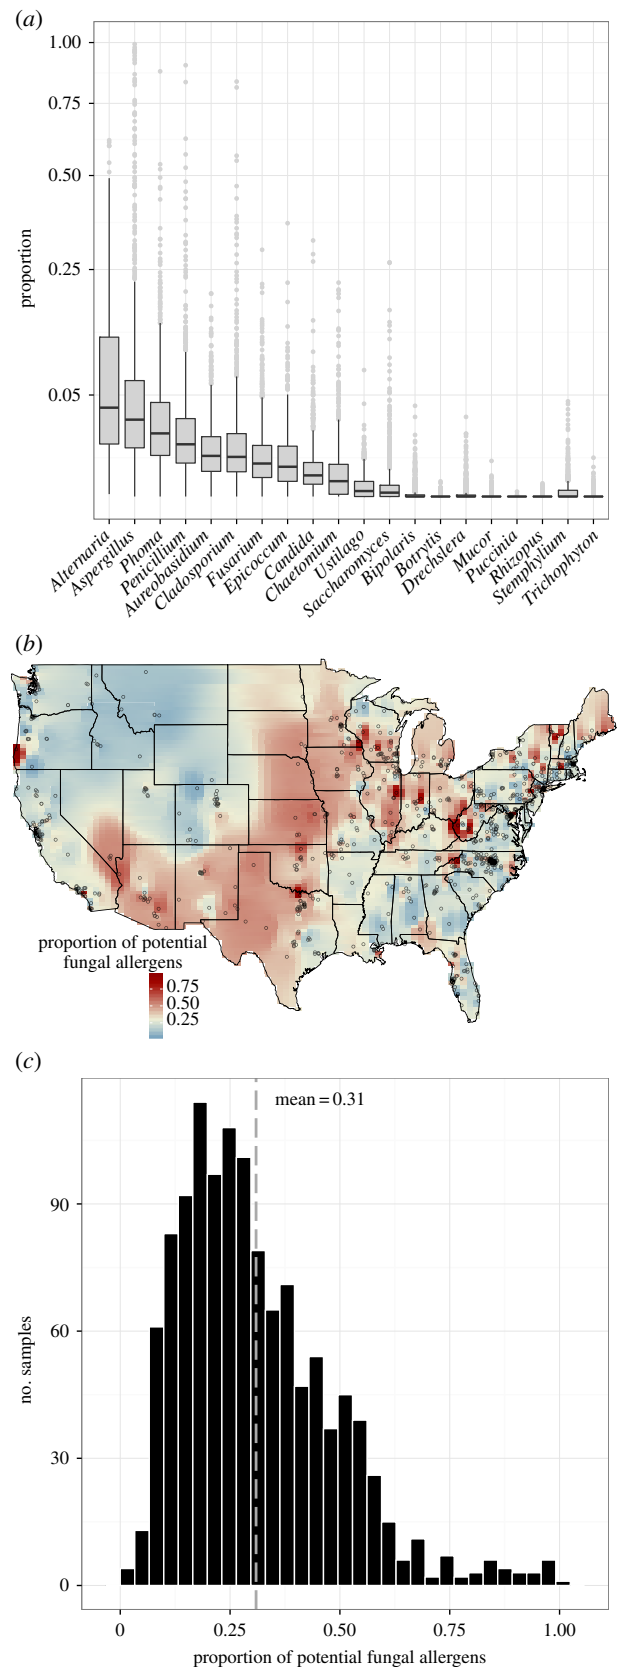 (a)
1.00
0.75
0.50
0.25
0.05
proportion
Alternaria
Aspergillus
Phoma
Penicillium
Aureobasidium
Cladosporium
Fusarium
Epicoccum
Candida
Chaetomium
Ustilago
Saccharomyces
Bipolaris
Botrytis
Drechslera
Mucor
Puccinia
Rhizopus
Stemphylium
Trichophyton
(b)
proportion of potential
fungal allergens
0.75
0.50
0.25
(c)
mean = 0.31
90
60
30
0
no. samples
0
0.25
0.50
0.75
1.00
proportion of potential fungal allergens